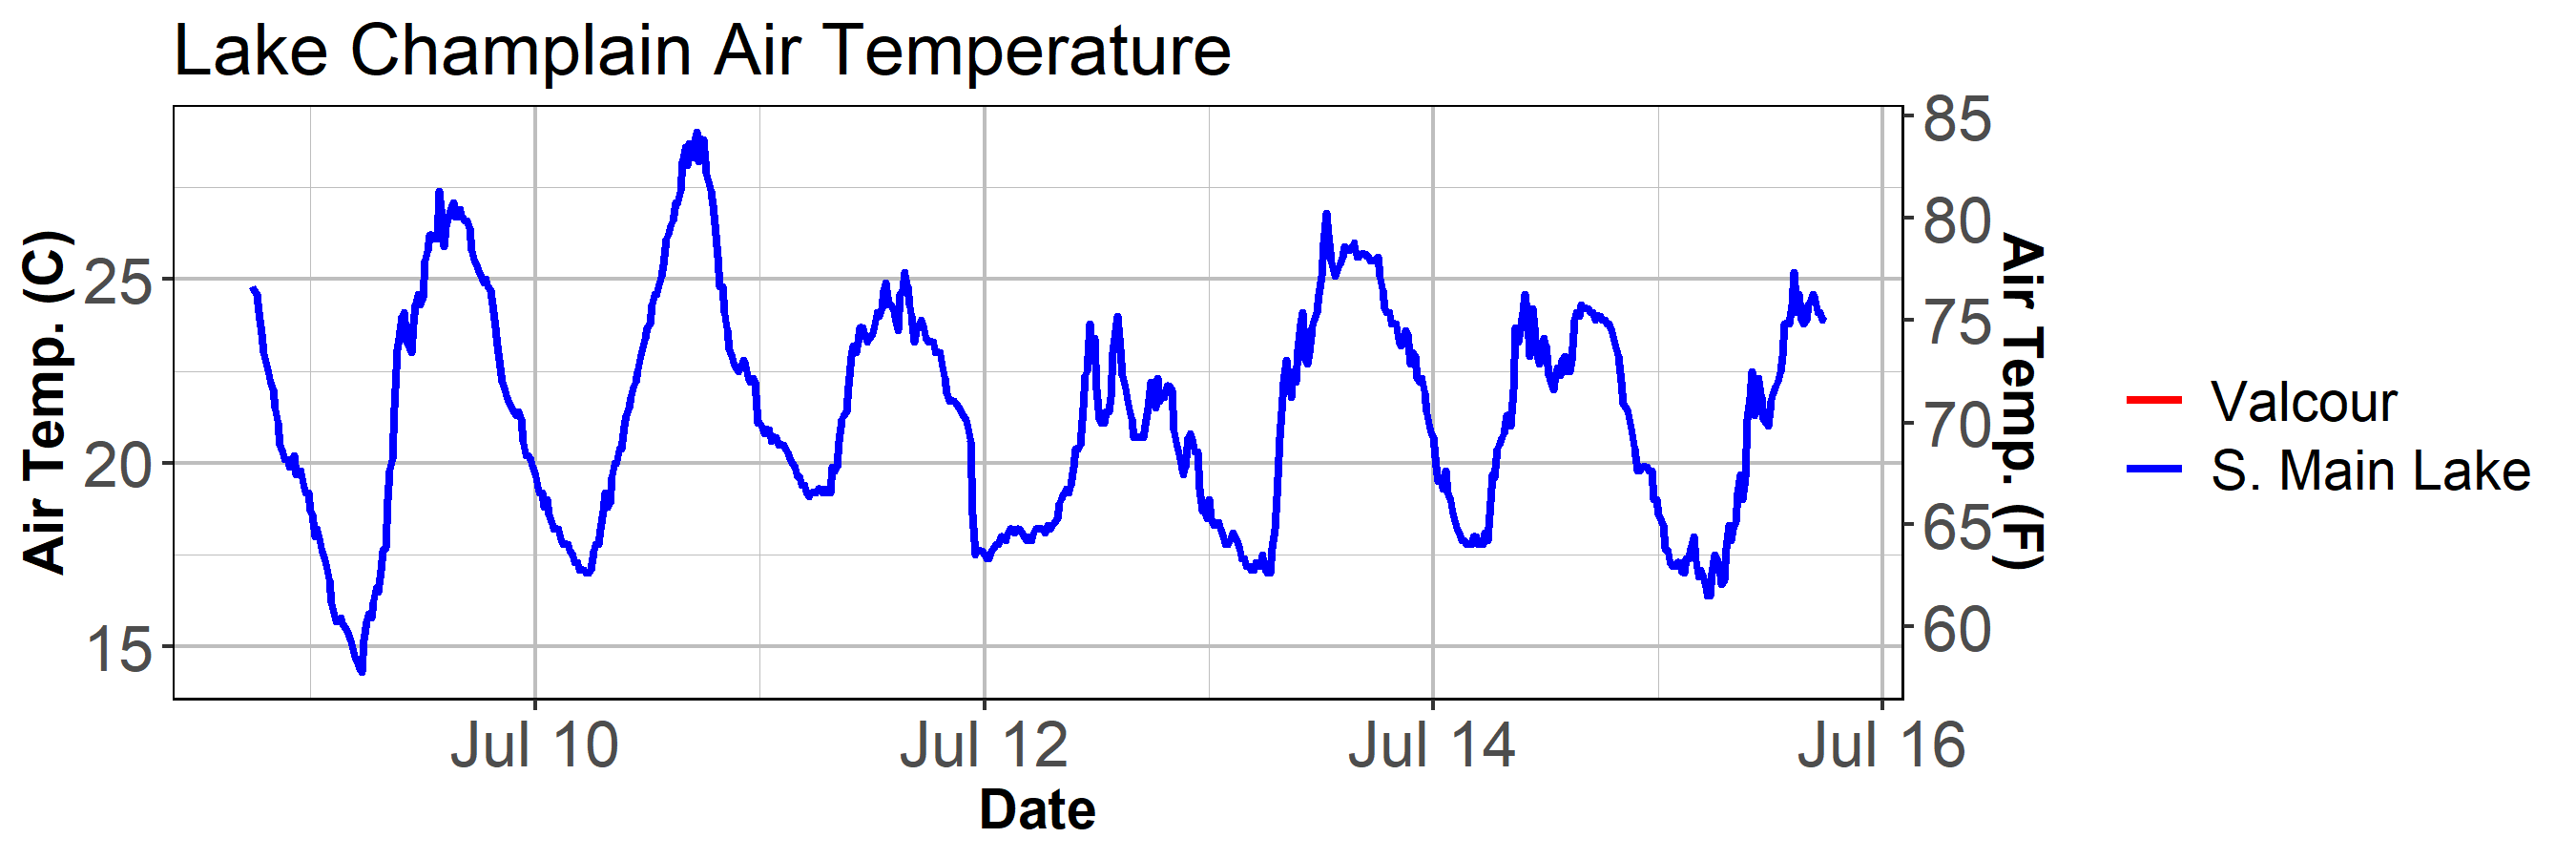 Lake Champlain Air Temperature
Air Temp. (C)
25
20
15
85
80
75
70
65
60
Air Temp. (F)
Jul 10
Jul 12
Jul 14
Jul 16
Date
Valcour
S. Main Lake